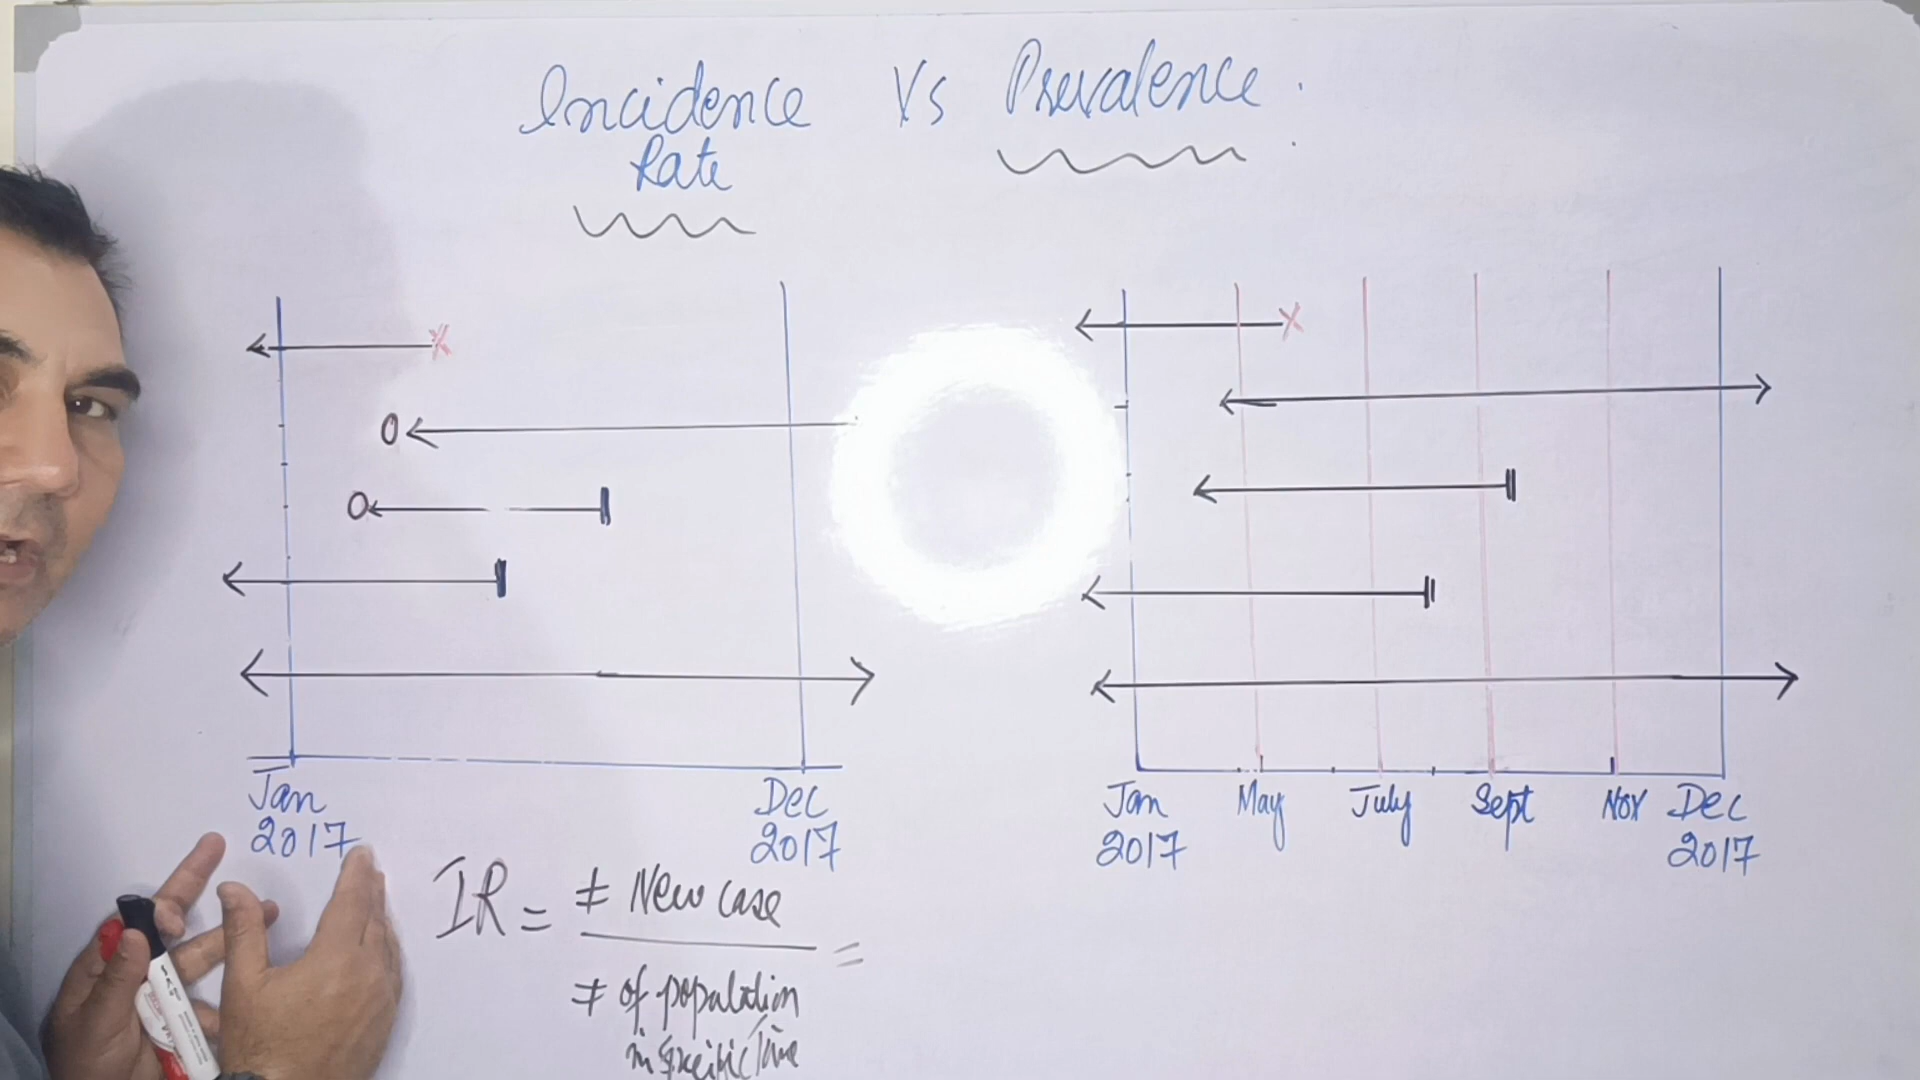 Incidence Vs Prevalence
Rate
O
O
Jan
2017
Dec
2017
Jan
2017
May
July
Sept
Nov
Dec
2017
IR = # New case =
# of population
in specific Time